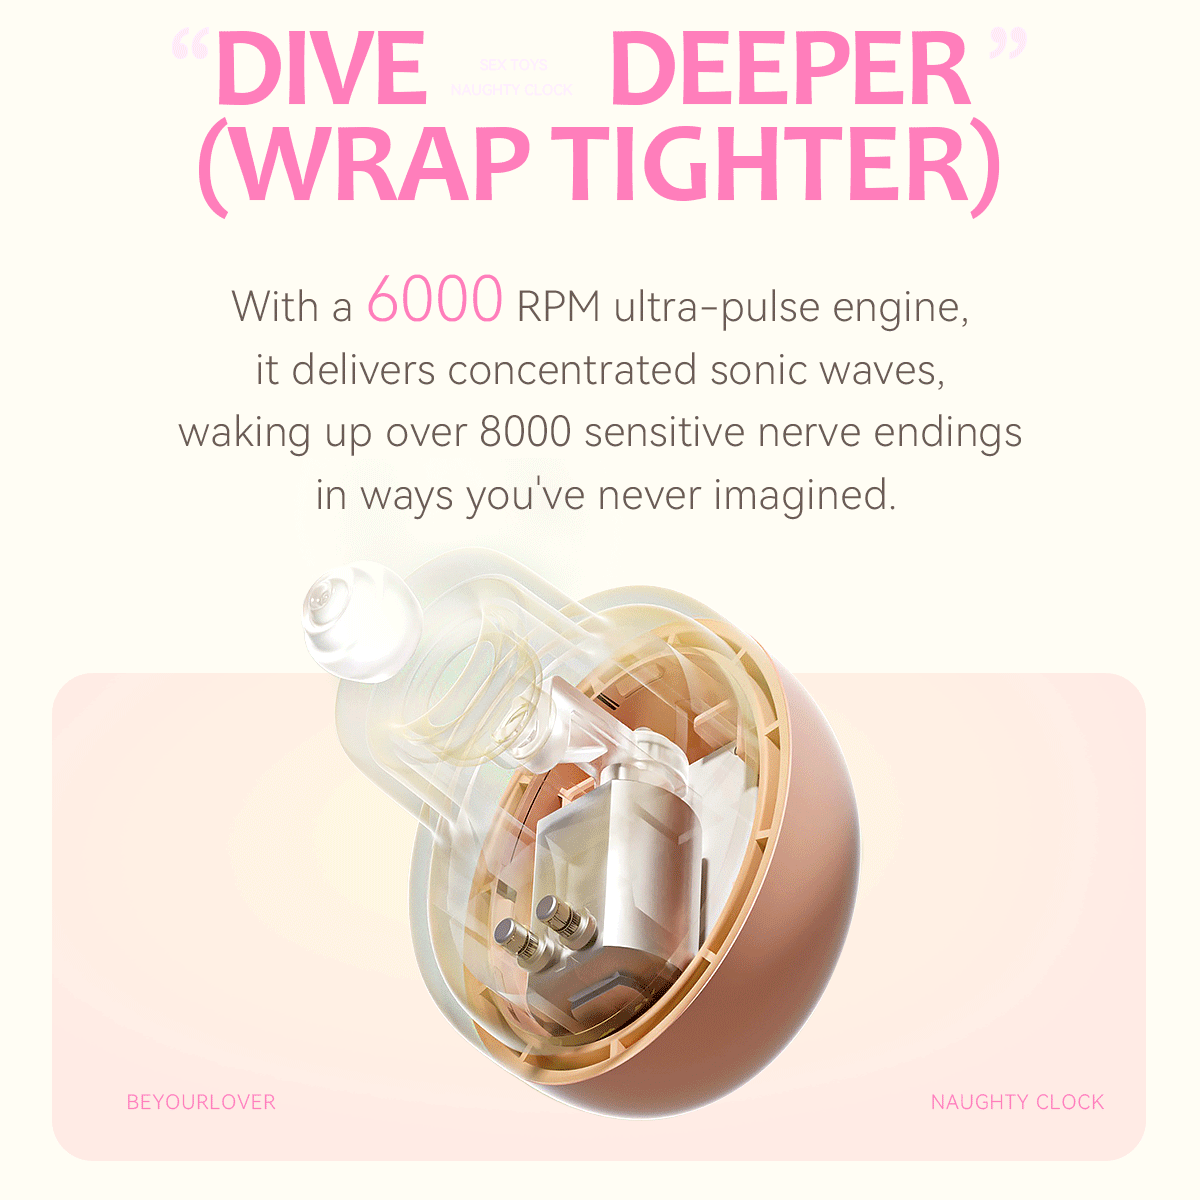 “DIVE DEEPER”
SEX TOYS
NAUGHTY CLOCK
(WRAP TIGHTER)
With a 6000 RPM ultra-pulse engine,
it delivers concentrated sonic waves,
waking up over 8000 sensitive nerve endings
in ways you've never imagined.
BEYOURLOVER
NAUGHTY CLOCK